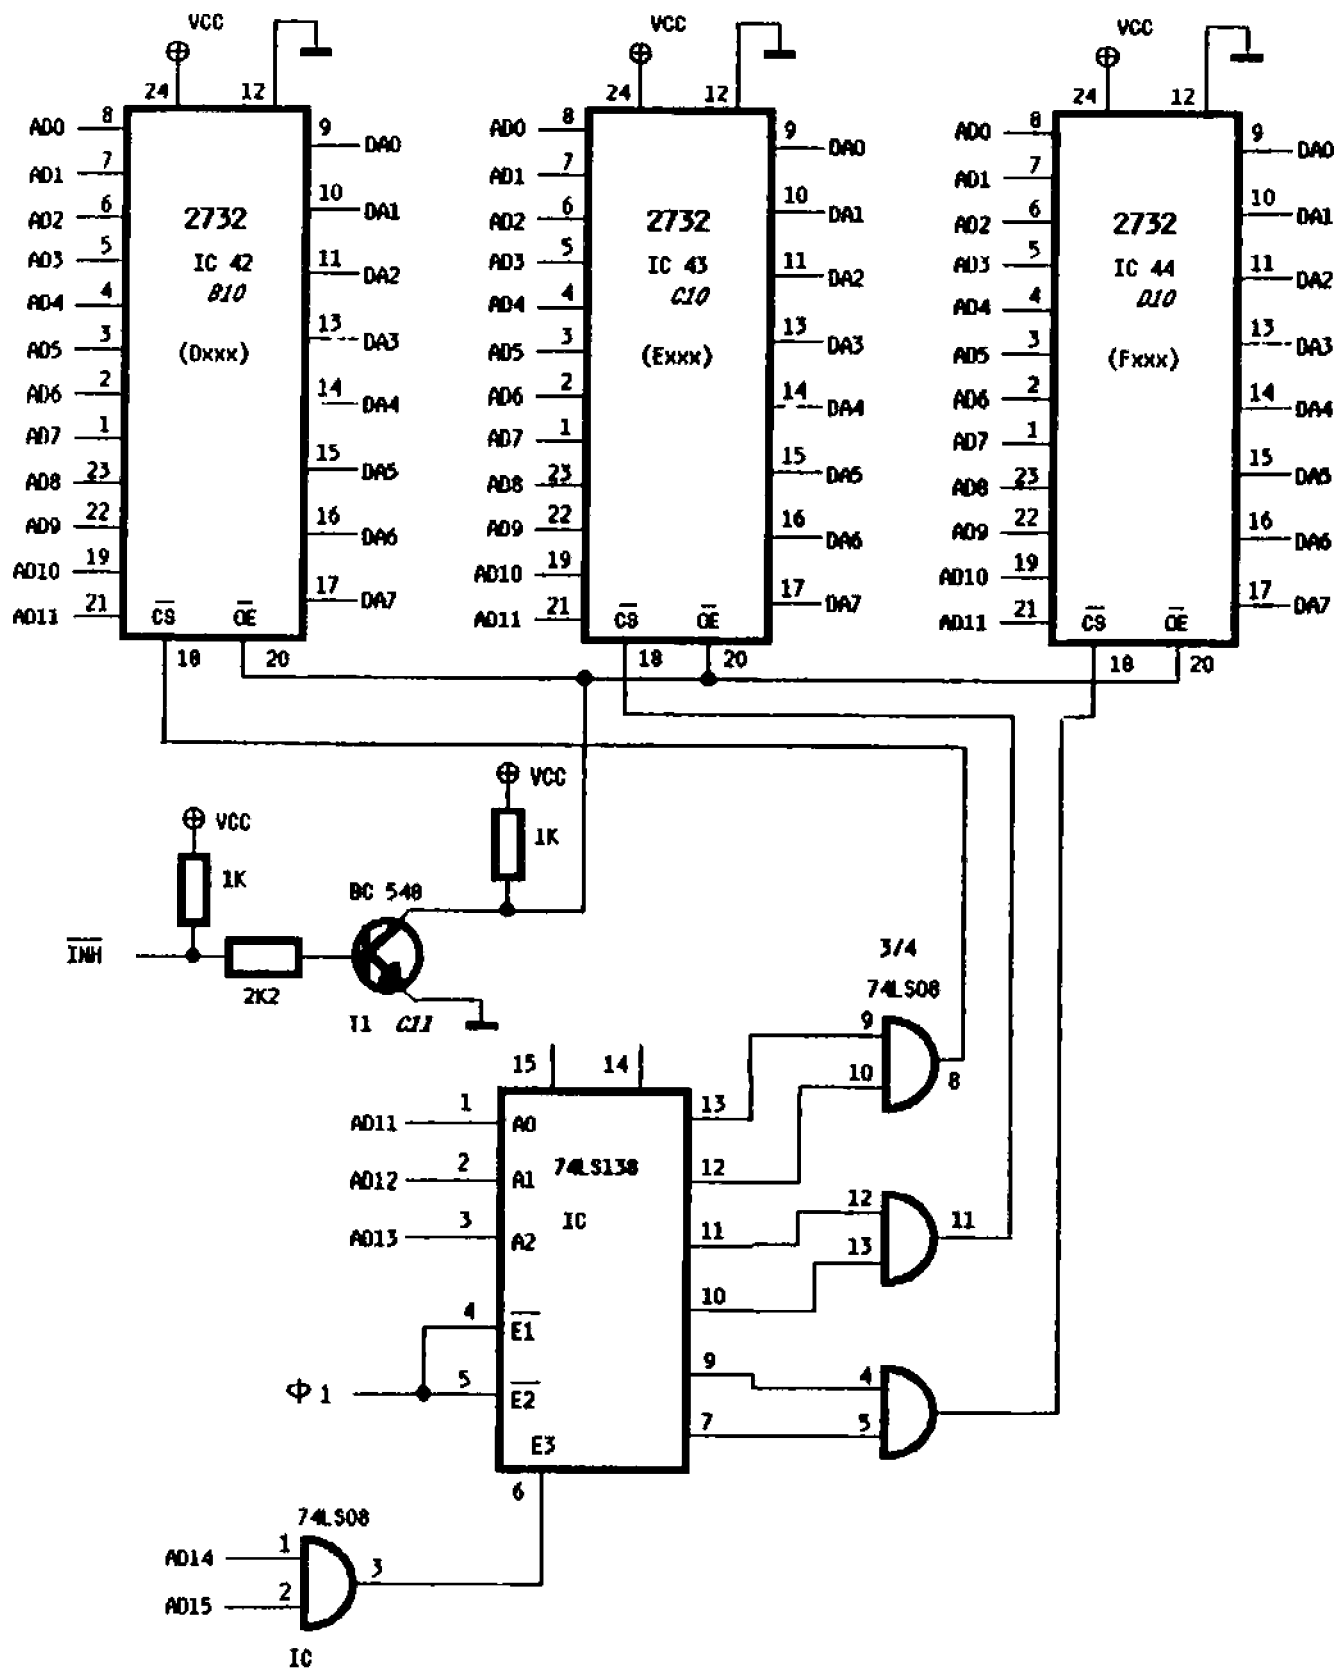 VCC
24 12
AD0 8
AD1 7
AD2 6
AD3 5
AD4 4
AD5 3
AD6 2
AD7 1
AD8 23
AD9 22
AD10 19
AD11 21
2732
IC 42
B10
(Dxxx)
CS OE
18 20
9 DA0
10 DA1
11 DA2
13 DA3
14 DA4
15 DA5
16 DA6
17 DA7
VCC
24 12
AD0 8
AD1 7
AD2 6
AD3 5
AD4 4
AD5 3
AD6 2
AD7 1
AD8 23
AD9 22
AD10 19
AD11 21
2732
IC 43
C10
(Exxx)
CS OE
18 20
9 DA0
10 DA1
11 DA2
13 DA3
14 DA4
15 DA5
16 DA6
17 DA7
VCC
24 12
AD0 8
AD1 7
AD2 6
AD3 5
AD4 4
AD5 3
AD6 2
AD7 1
AD8 23
AD9 22
AD10 19
AD11 21
2732
IC 44
D10
(Fxxx)
CS OE
18 20
9 DA0
10 DA1
11 DA2
13 DA3
14 DA4
15 DA5
16 DA6
17 DA7
VCC
1K
VCC
1K
BC 548
INH
2K2
T1 C11
3/4
74LS08
9
10
8
12
13
11
4
5
15 14
AD11 1 A0
AD12 2 A1
AD13 3 A2
4 E1
Φ1 5 E2
E3
6
74LS138
IC
13
12
11
10
9
7
74LS08
AD14 1
AD15 2
3
IC